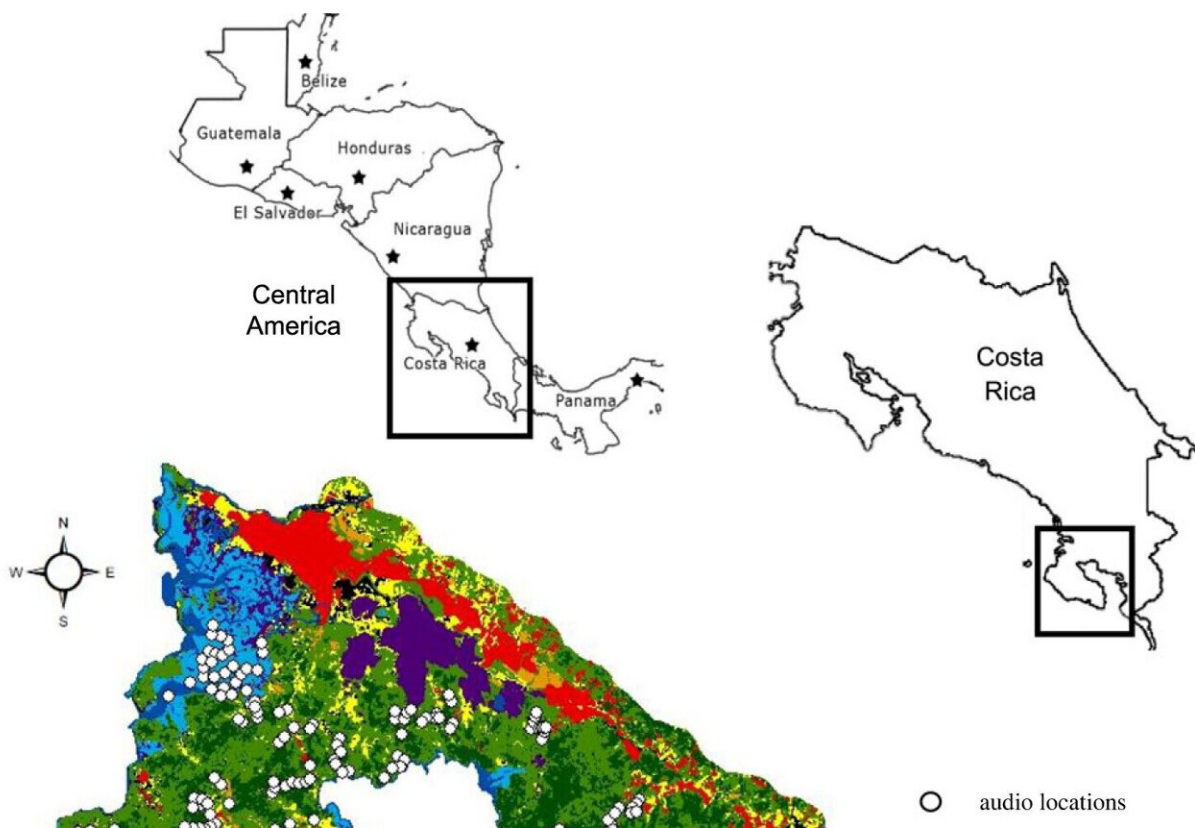 Belize
Guatemala
Honduras
El Salvador
Nicaragua
Central
America
Costa Rica
Panama
Costa
Rica
N
W E
S
audio locations